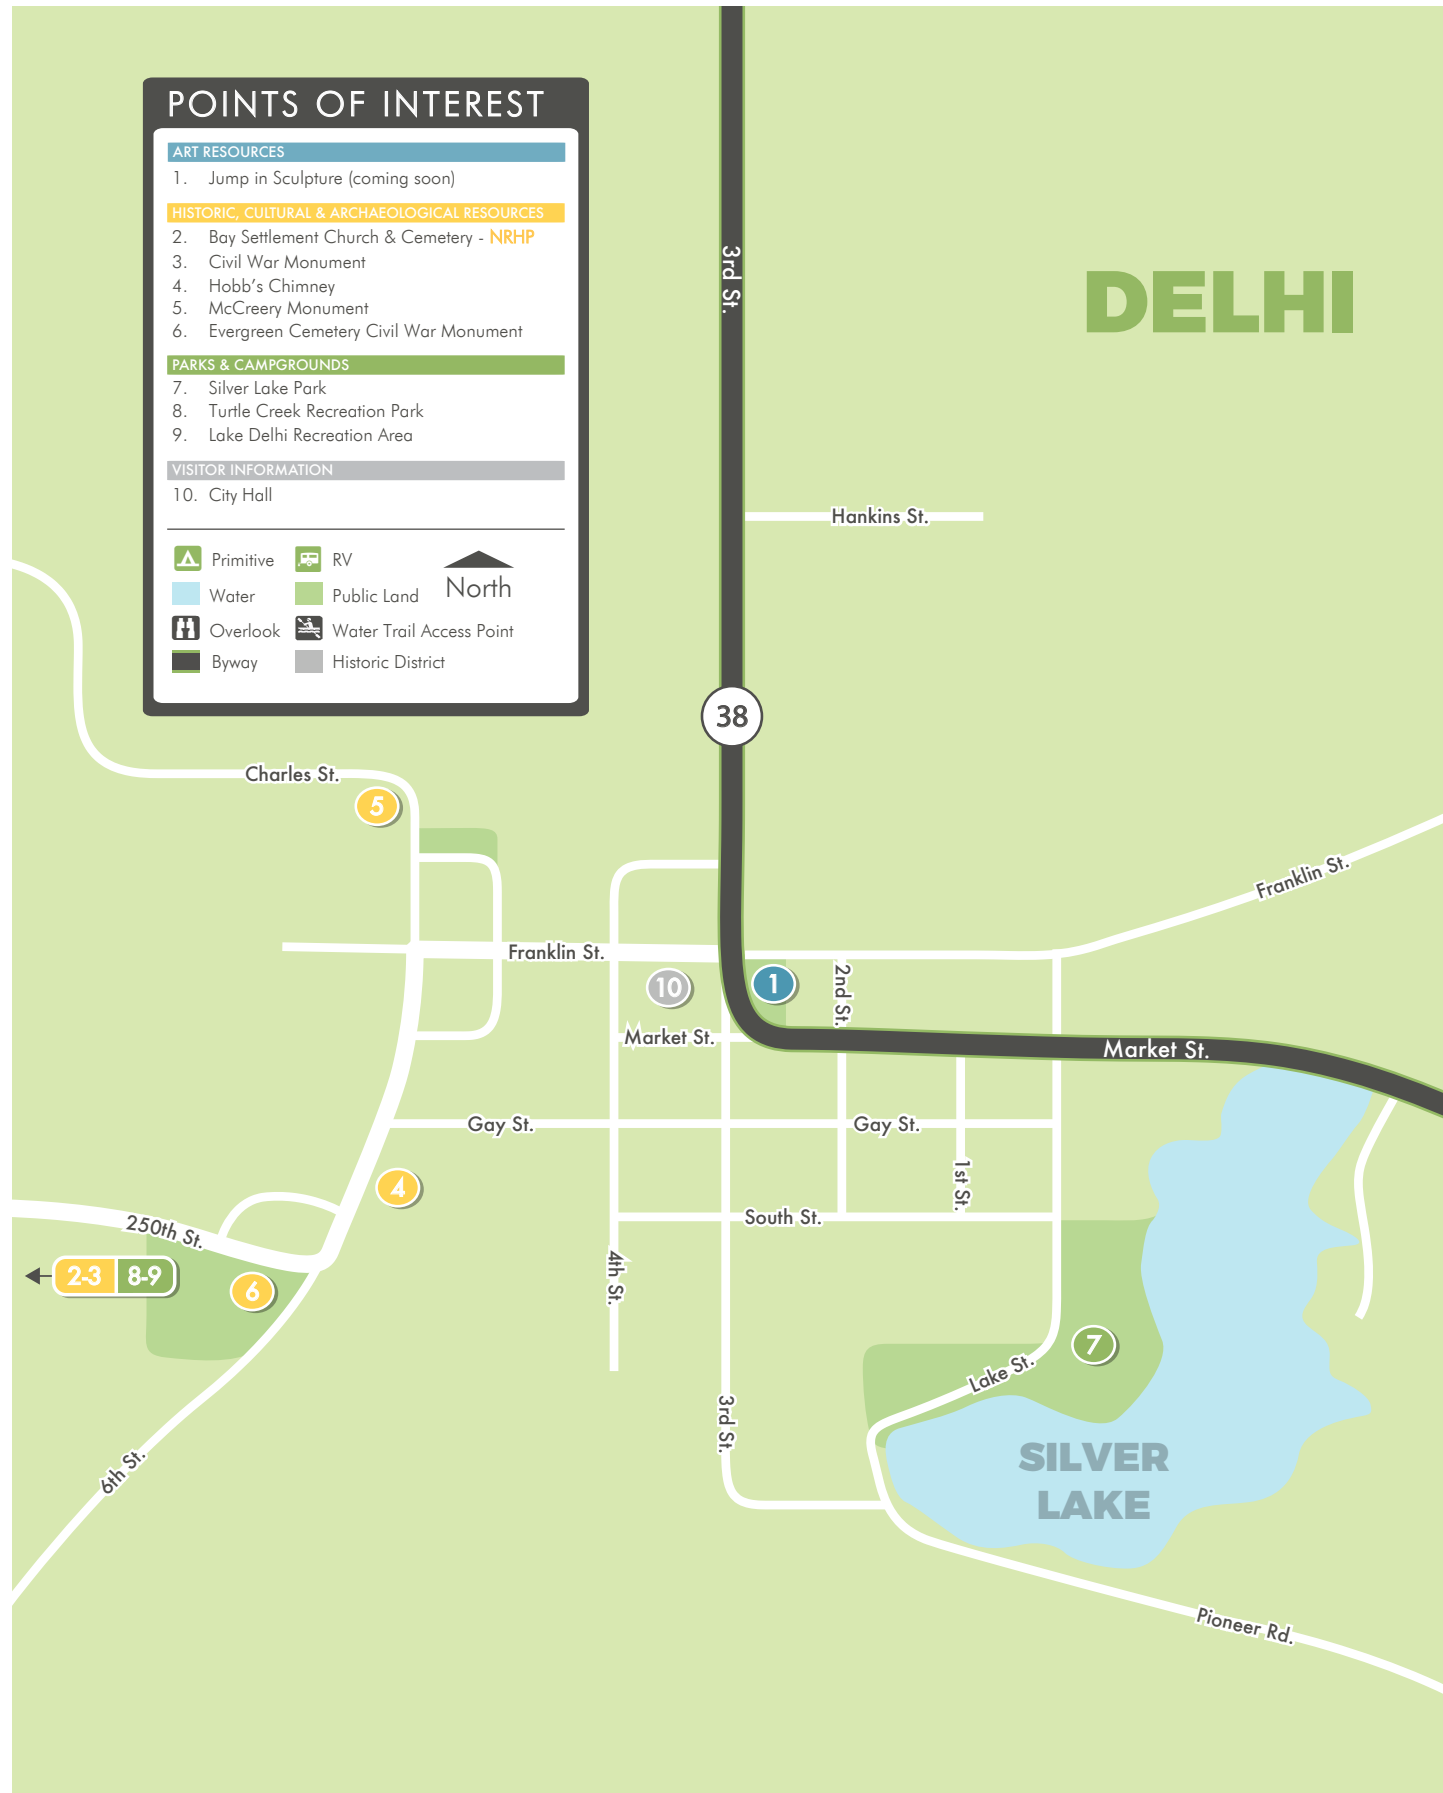 POINTS OF INTEREST
ART RESOURCES
1. Jump in Sculpture (coming soon)
HISTORIC, CULTURAL & ARCHAEOLOGICAL RESOURCES
2. Bay Settlement Church & Cemetery - NRHP
3. Civil War Monument
4. Hobb's Chimney
5. McCreery Monument
6. Evergreen Cemetery Civil War Monument
PARKS & CAMPGROUNDS
7. Silver Lake Park
8. Turtle Creek Recreation Park
9. Lake Delhi Recreation Area
VISITOR INFORMATION
10. City Hall
Primitive RV
North
Water Public Land
Overlook Water Trail Access Point
Byway Historic District
3rd St.
DELHI
Hankins St.
38
Charles St.
5
Franklin St.
Franklin St.
10
1
2nd St.
Market St.
Market St.
Gay St.
Gay St.
1st St.
4
250th St.
South St.
4th St.
2-3 8-9
6
7
Lake St.
3rd St.
6th St.
SILVER
LAKE
Pioneer Rd.